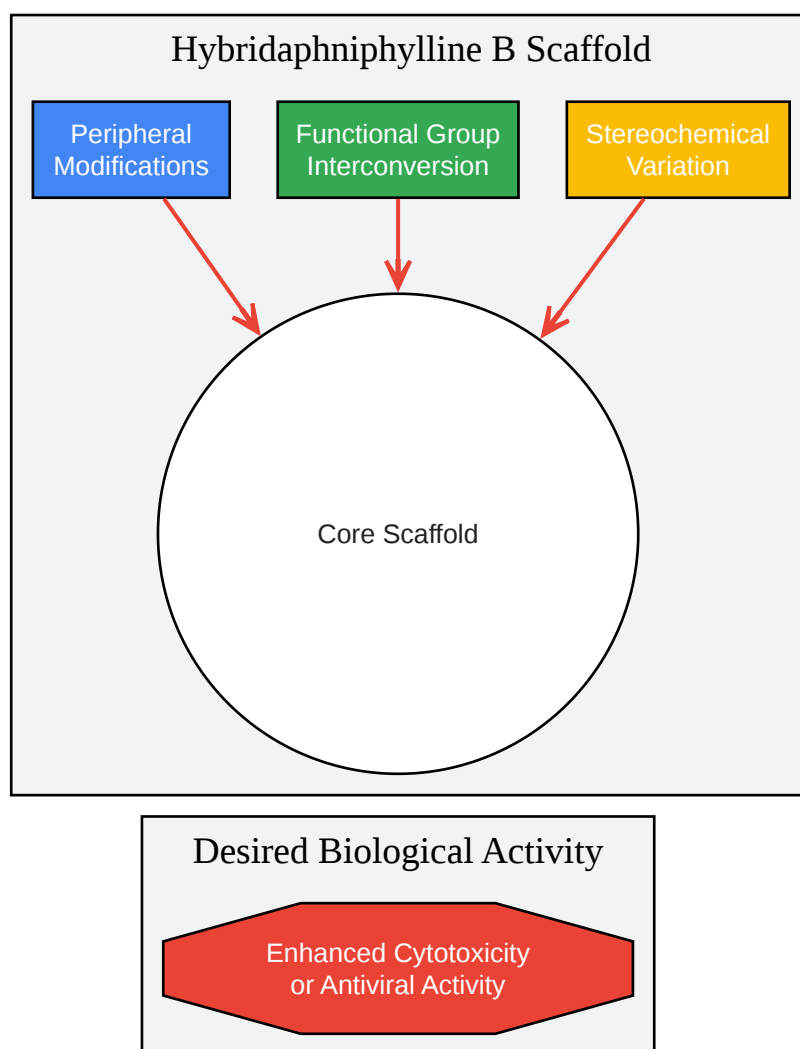 Hybridaphniphylline B Scaffold
Peripheral
Modifications
Functional Group
Interconversion
Stereochemical
Variation
Core Scaffold
Desired Biological Activity
Enhanced Cytotoxicity
or Antiviral Activity